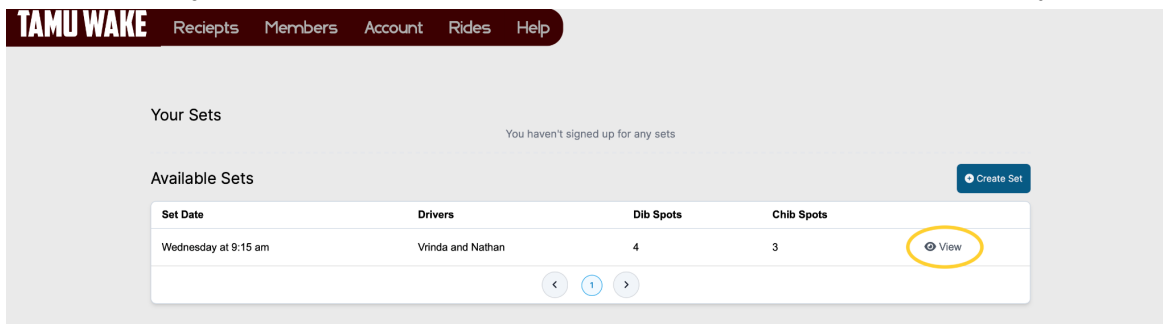 TAMU WAKE Reciepts Members Account Rides Help
Your Sets
You haven't signed up for any sets
Available Sets
Create Set
Set Date Drivers Dib Spots Chib Spots
Wednesday at 9:15 am Vrinda and Nathan 4 3 View
1